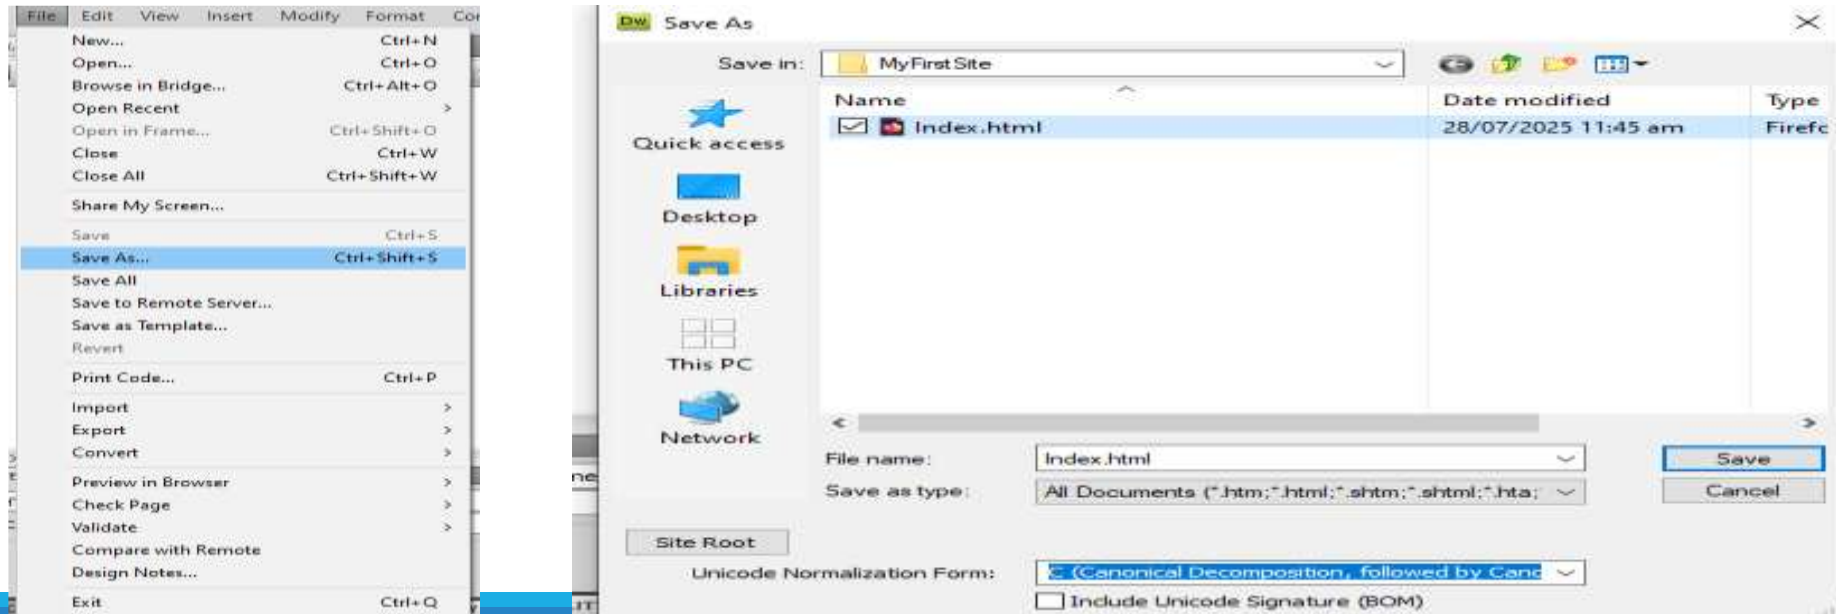 File Edit View Insert Modify Format
New... Ctrl+N
Open... Ctrl+O
Browse in Bridge... Ctrl+Alt+O
Open Recent >
Open in Frame... Ctrl+Shift+O
Close Ctrl+W
Close All Ctrl+Shift+W
Share My Screen...
Save Ctrl+S
Save As... Ctrl+Shift+S
Save All
Save to Remote Server...
Save as Template...
Revert
Print Code... Ctrl+P
Import >
Export >
Convert >
Preview in Browser >
Check Page >
Validate >
Compare with Remote
Design Notes...
Exit Ctrl+Q
Dw Save As
Save in: MyFirstSite
Name Date modified Type
Index.html 28/07/2025 11:45 am Firefc
Quick access
Desktop
Libraries
This PC
Network
File name: Index.html Save
Save as type: All Documents (*.htm;*.html;*.shtm;*.shtml;*.hta; Cancel
Site Root
Unicode Normalization Form: C (Canonical Decomposition, followed by Canc
Include Unicode Signature (BOM)